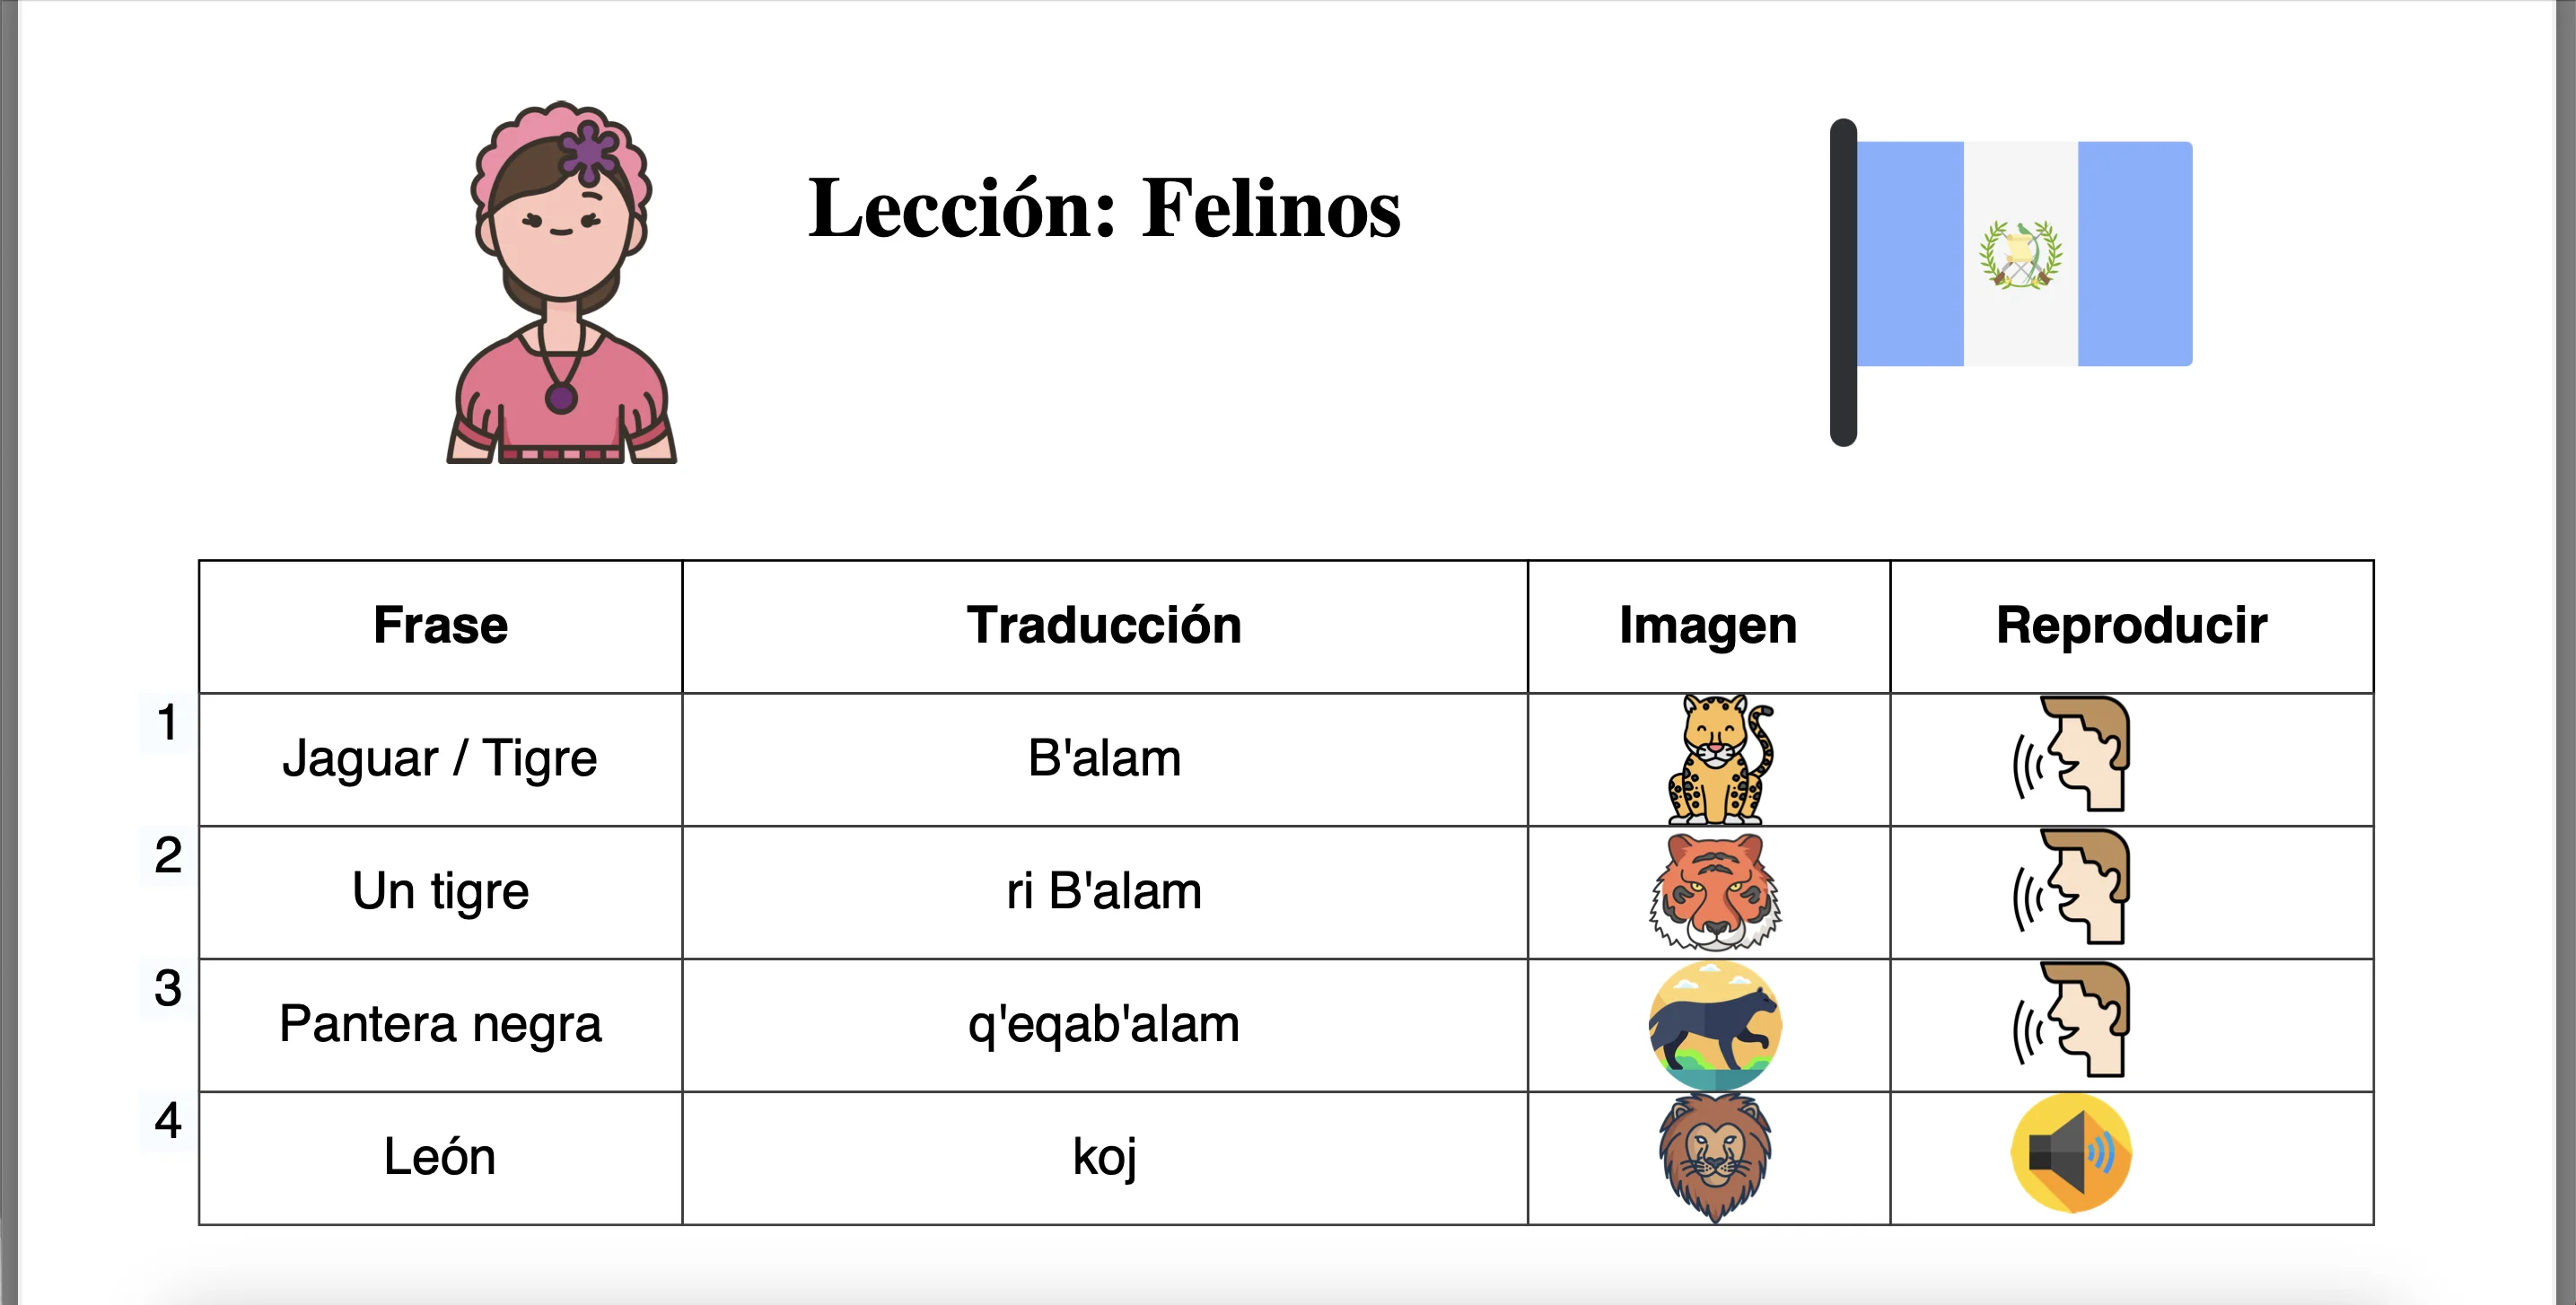 Lección: Felinos
Frase Traducción Imagen Reproducir
1 Jaguar / Tigre B'alam
2 Un tigre ri B'alam
3 Pantera negra q'eqab'alam
4 León koj